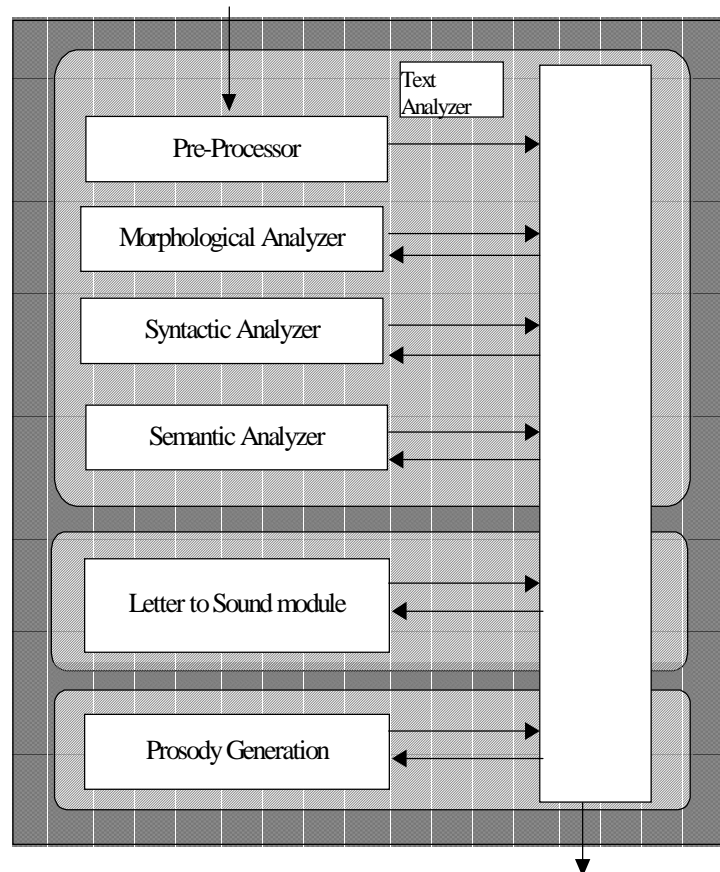 Text
Analyzer
Pre-Processor
Morphological Analyzer
Syntactic Analyzer
Semantic Analyzer
Letter to Sound module
Prosody Generation